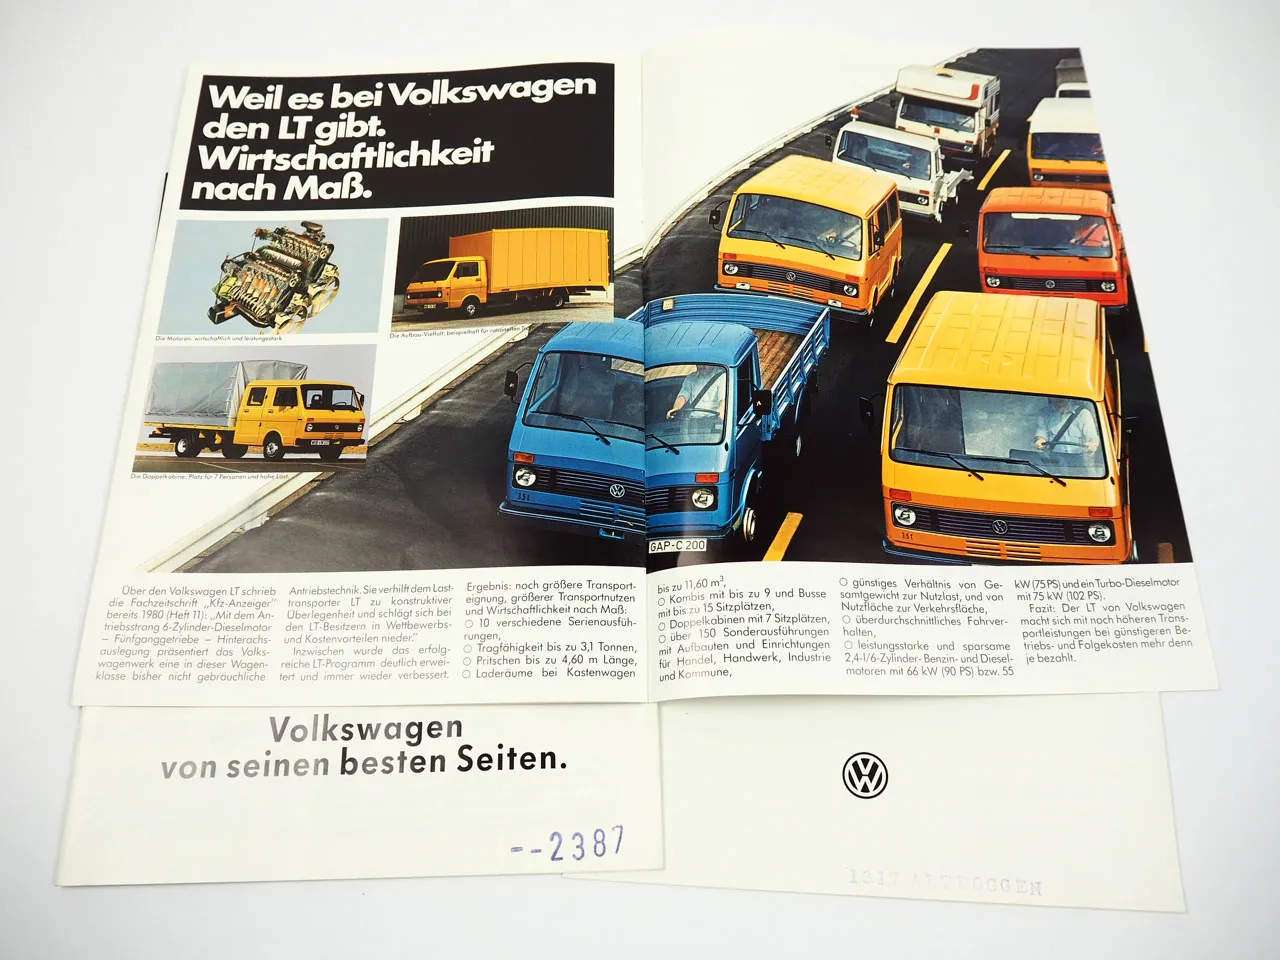 Weil es bei Volkswagen
den LT gibt.
Wirtschaftlichkeit
nach Maß.
Die Motoren: wirtschaftlich und leistungsstark.
Die Aufbau-Vielfalt: beispielhaft für rationellen
Die Doppelkabine: Platz für 7 Personen und hohe Last.
3,5 t
GAP-C 200
3,5 t
Über den Volkswagen LT schrieb
die Fachzeitschrift „Kfz-Anzeiger"
bereits 1980 (Heft 11): „Mit dem An-
triebsstrang 6-Zylinder-Dieselmotor
– Fünfganggetriebe – Hinterachs-
auslegung präsentiert das Volks-
wagenwerk eine in dieser Wagen-
klasse bisher nicht gebräuchliche
Antriebstechnik. Sie verhilft dem Last-
transporter LT zu konstruktiver
Überlegenheit und schlägt sich bei
den LT-Besitzern in Wettbewerbs-
und Kostenvorteilen nieder."
Inzwischen wurde das erfolg-
reiche LT-Programm deutlich erwei-
tert und immer wieder verbessert.
Ergebnis: noch größere Transport-
eignung, größerer Transportnutzen
und Wirtschaftlichkeit nach Maß:
○ 10 verschiedene Serienausfüh-
rungen,
○ Tragfähigkeit bis zu 3,1 Tonnen,
○ Pritschen bis zu 4,60 m Länge,
○ Laderäume bei Kastenwagen
bis zu 11,60 m³,
○ Kombis mit bis zu 9 und Busse
mit bis zu 15 Sitzplätzen,
○ Doppelkabinen mit 7 Sitzplätzen,
○ über 150 Sonderausführungen
mit Aufbauten und Einrichtungen
für Handel, Handwerk, Industrie
und Kommune,
○ günstiges Verhältnis von Ge-
samtgewicht zur Nutzlast, und von
Nutzfläche zur Verkehrsfläche,
○ überdurchschnittliches Fahrver-
halten,
○ leistungsstarke und sparsame
2,4-l/6-Zylinder- Benzin- und Diesel-
motoren mit 66 kW (90 PS) bzw. 55
kW (75 PS) und ein Turbo-Dieselmotor
mit 75 kW (102 PS).
Fazit: Der LT von Volkswagen
macht sich mit noch höheren Trans-
portleistungen bei günstigeren Be-
triebs- und Folgekosten mehr denn
je bezahlt.
Volkswagen
von seinen besten Seiten.
--2387